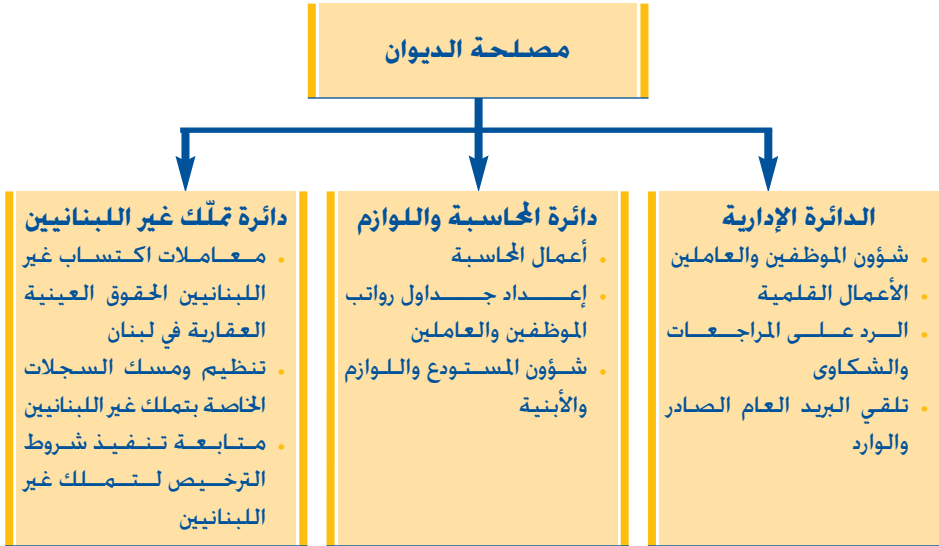 مصلحة الديوان
الدائرة الإدارية
• شؤون الموظفين والعاملين
• الأعمال القلمية
• الرد على المراجعات
والشكاوى
• تلقي البريد العام الصادر
والوارد
دائرة المحاسبة واللوازم
• أعمال المحاسبة
• إعداد جداول رواتب
الموظفين والعاملين
• شؤون المستودع واللوازم
والأبنية
دائرة تملّك غير اللبنانيين
• معاملات اكتساب غير
اللبنانيين الحقوق العينية
العقارية في لبنان
• تنظيم ومسك السجلات
الخاصة بتملك غير اللبنانيين
• متابعة تنفيذ شروط
الترخيص لتملك غير
اللبنانيين